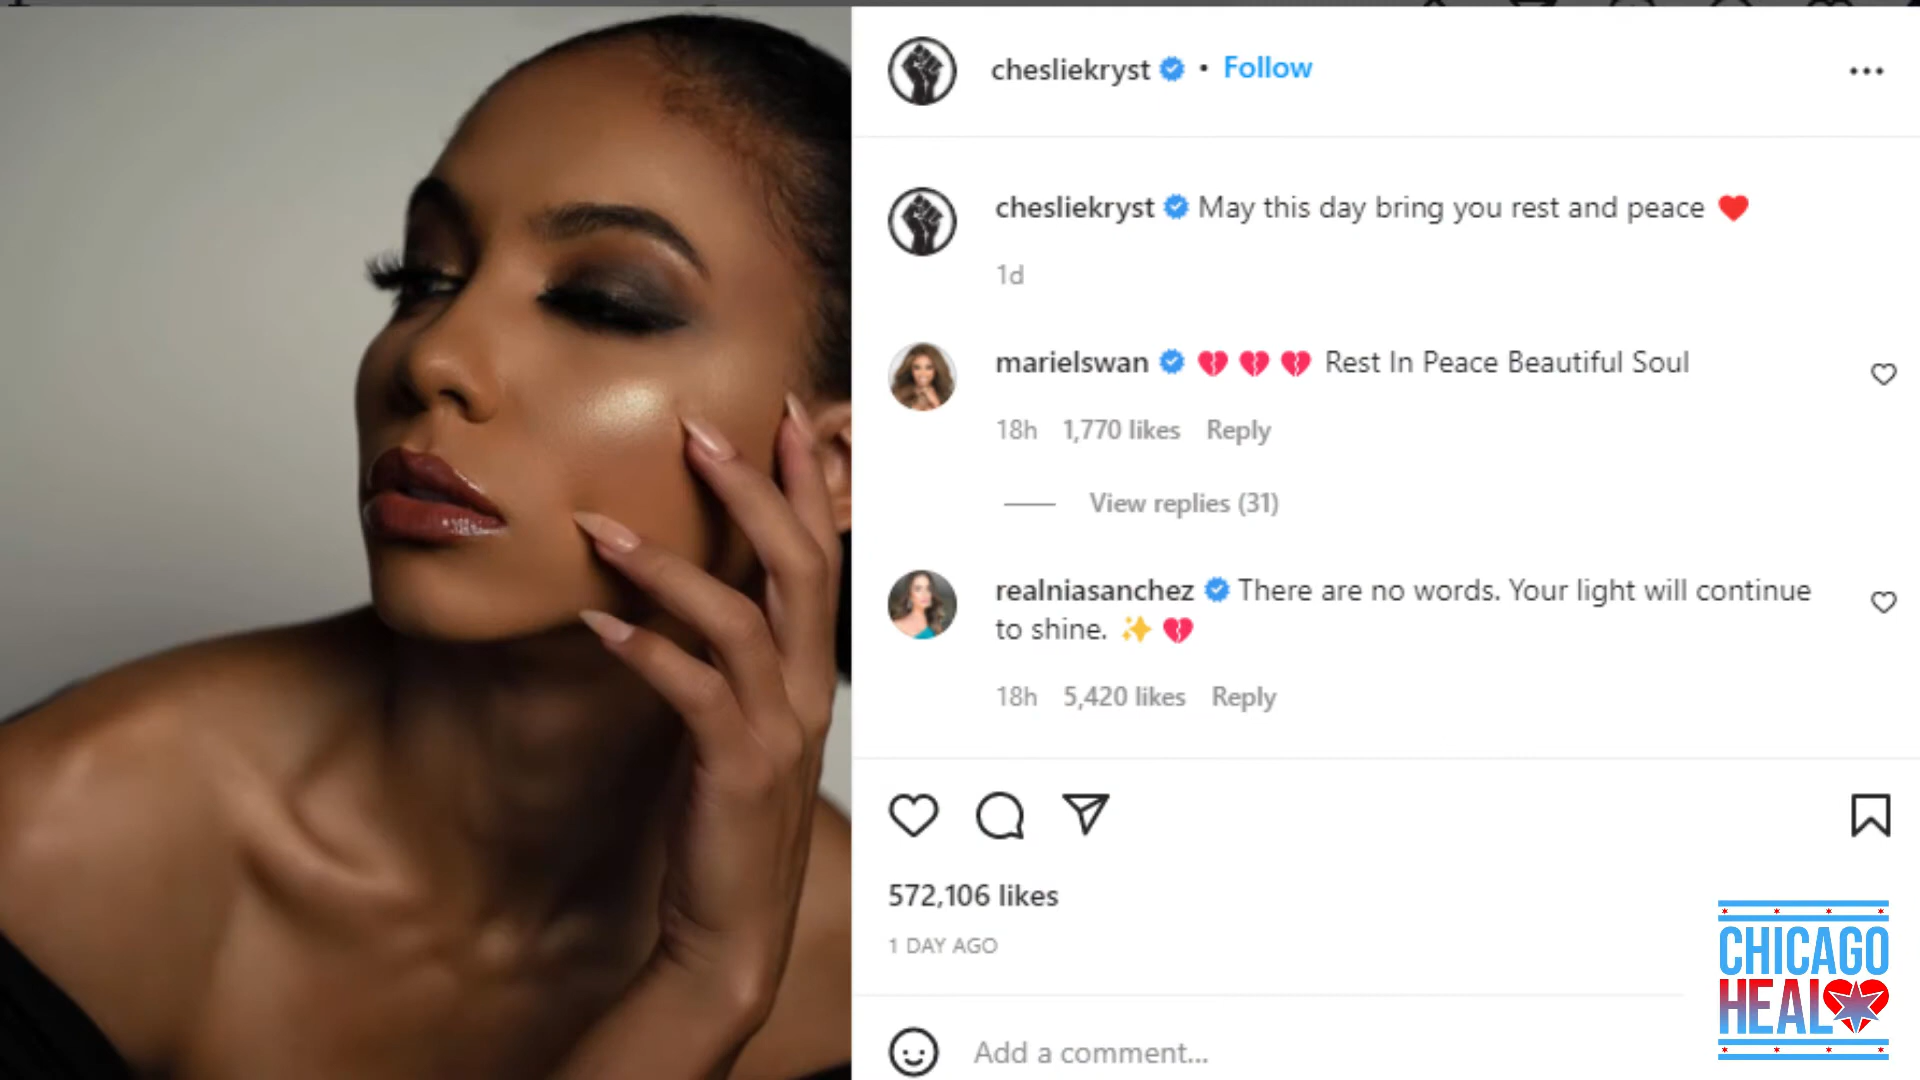 chesliekryst • Follow
chesliekryst May this day bring you rest and peace ❤️
1d
marielswan 💔 💔 💔 Rest In Peace Beautiful Soul
18h 1,770 likes Reply
View replies (31)
realniasanchez There are no words. Your light will continue
to shine. ✨ 💔
18h 5,420 likes Reply
572,106 likes
1 DAY AGO
Add a comment...
CHICAGO
HEAL